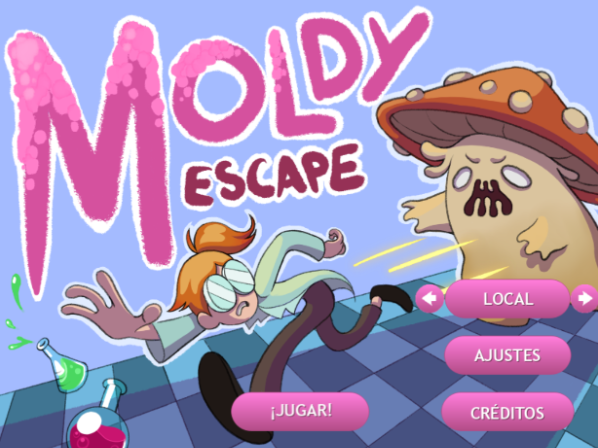 MOLDY
ESCAPE
LOCAL
AJUSTES
¡JUGAR!
CRÉDITOS